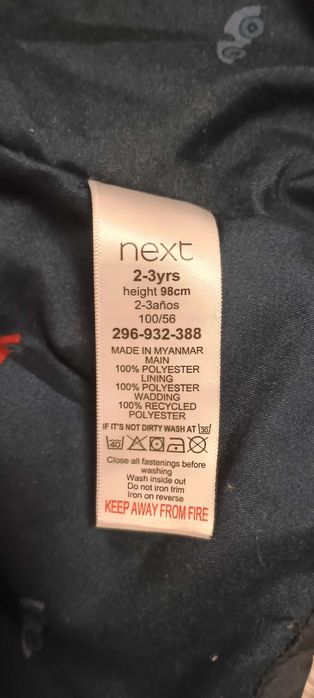 next
2-3yrs
height 98cm
2-3años
100/56
296-932-388
MADE IN MYANMAR
MAIN
100% POLYESTER
LINING
100% POLYESTER
WADDING
100% RECYCLED
POLYESTER
IF IT'S NOT DIRTY WASH AT 30
40
Close all fastenings before
washing
Wash inside out
Do not iron trim
Iron on reverse
KEEP AWAY FROM FIRE